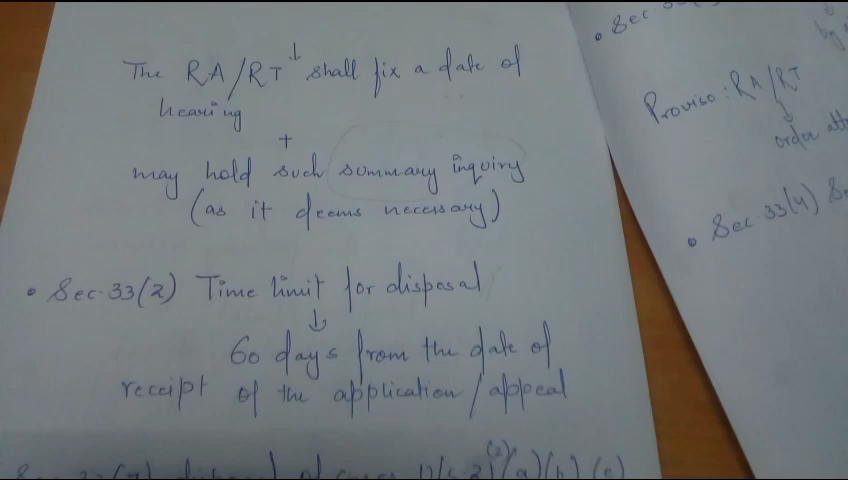 The RA/RT ↓ shall fix a date of
hearing
+
may hold such summary inquiry
(as it deems necessary)
• Sec-33(2) Time limit for disposal
↓
60 days from the date of
receipt of the application / appeal
• Sec
Proviso: RA/RT
↓
order
• Sec-33(4)